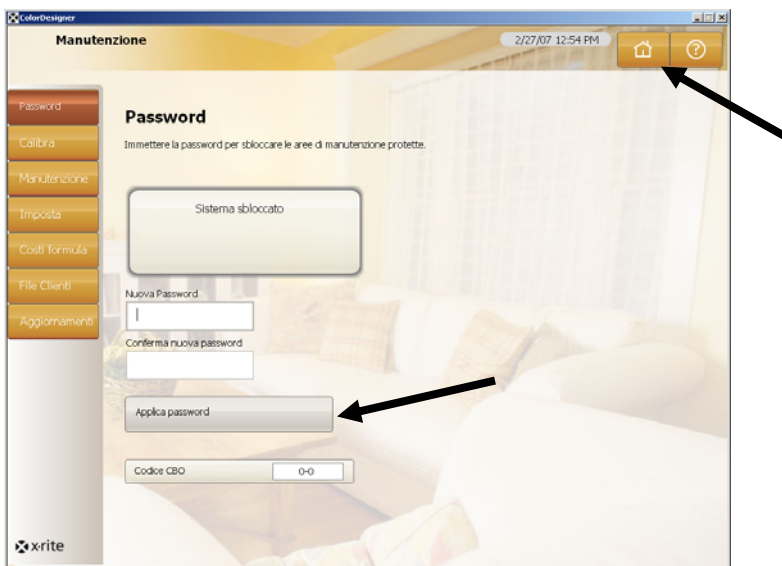 ColorDesigner
Manutenzione
2/27/07 12:54 PM
?
Password
Calibra
Manutenzione
Imposta
Costi formula
File Clienti
Aggiornamenti
Password
Immettere la password per sbloccare le aree di manutenzione protette.
Sistema sbloccato
Nuova Password
Conferma nuova password
Applica password
Codice CBO 0-0
x·rite